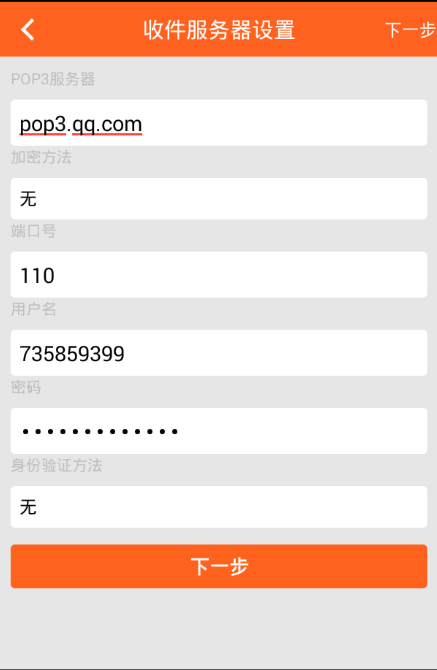 收件服务器设置
下一步
POP3服务器
pop3.qq.com
加密方法
无
端口号
110
用户名
735859399
密码
•••••••••••••
身份验证方法
无
下一步